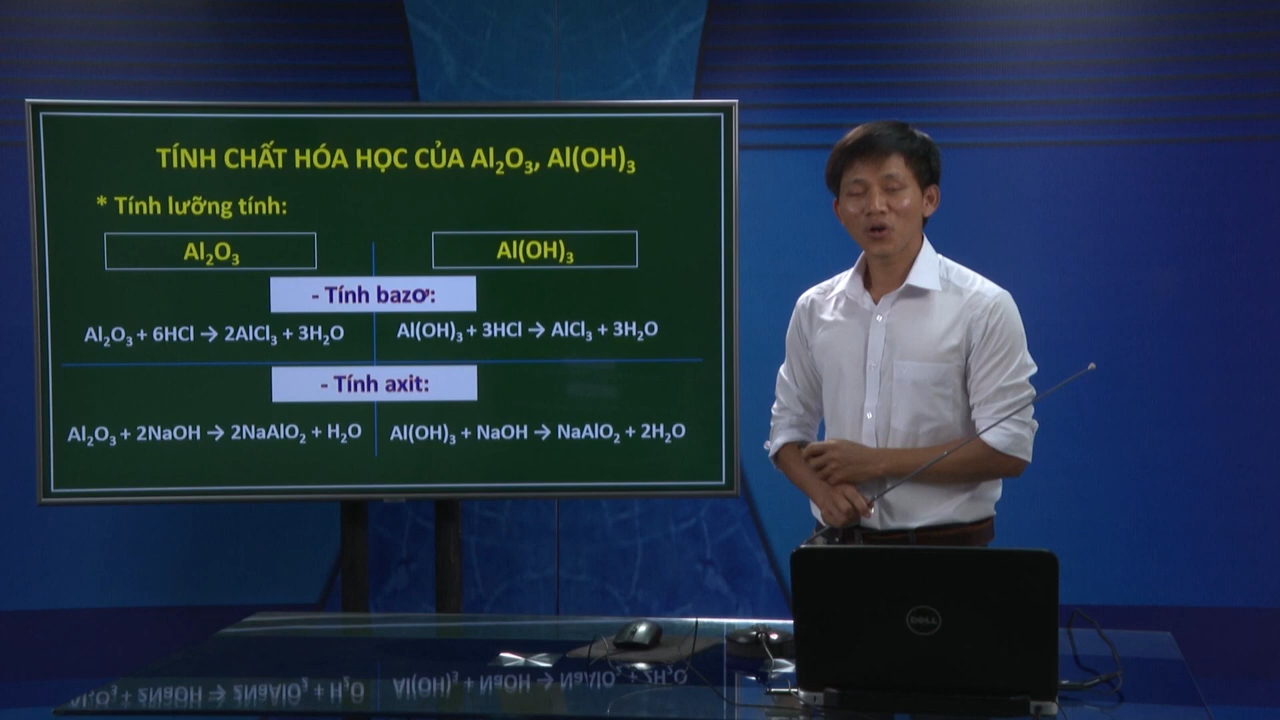 TÍNH CHẤT HÓA HỌC CỦA Al₂O₃, Al(OH)₃
* Tính lưỡng tính:
Al₂O₃
Al(OH)₃
- Tính bazơ:
Al₂O₃ + 6HCl → 2AlCl₃ + 3H₂O
Al(OH)₃ + 3HCl → AlCl₃ + 3H₂O
- Tính axit:
Al₂O₃ + 2NaOH → 2NaAlO₂ + H₂O
Al(OH)₃ + NaOH → NaAlO₂ + 2H₂O
DELL